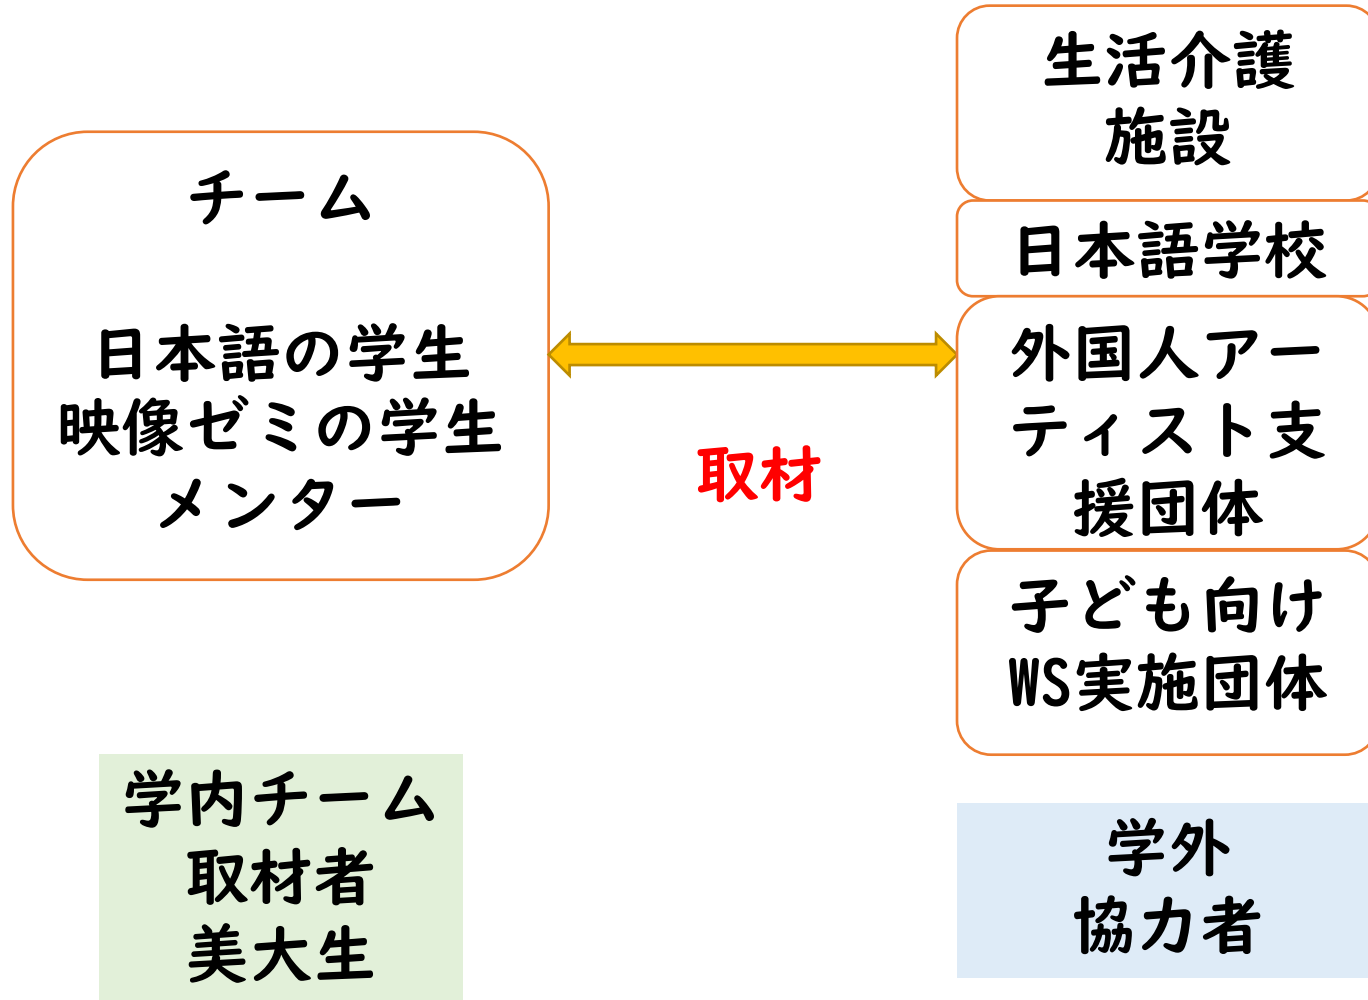 チーム
日本語の学生
映像ゼミの学生
メンター
取材
生活介護
施設
日本語学校
外国人アー
ティスト支
援団体
子ども向け
WS実施団体
学内チーム
取材者
美大生
学外
協力者